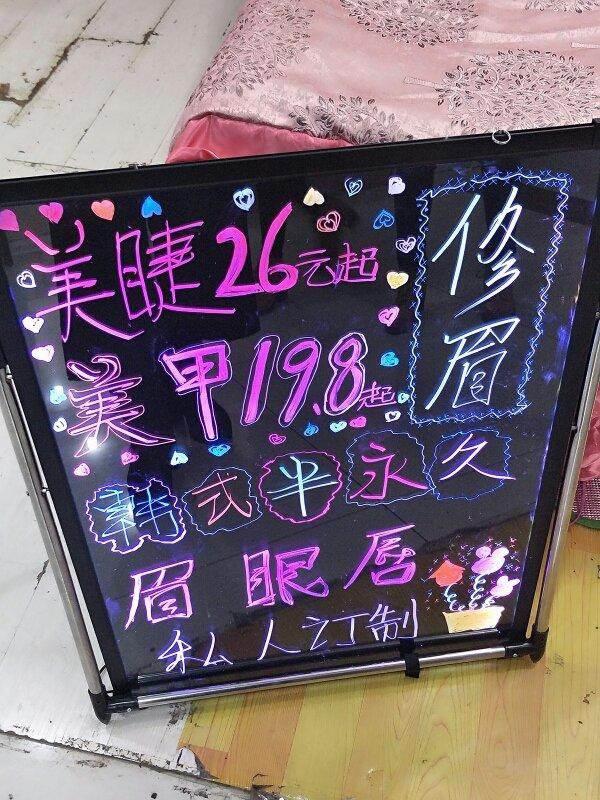 美睫26元起
美甲19.8起
修眉
韩式半永久
眉眼唇
私人订制